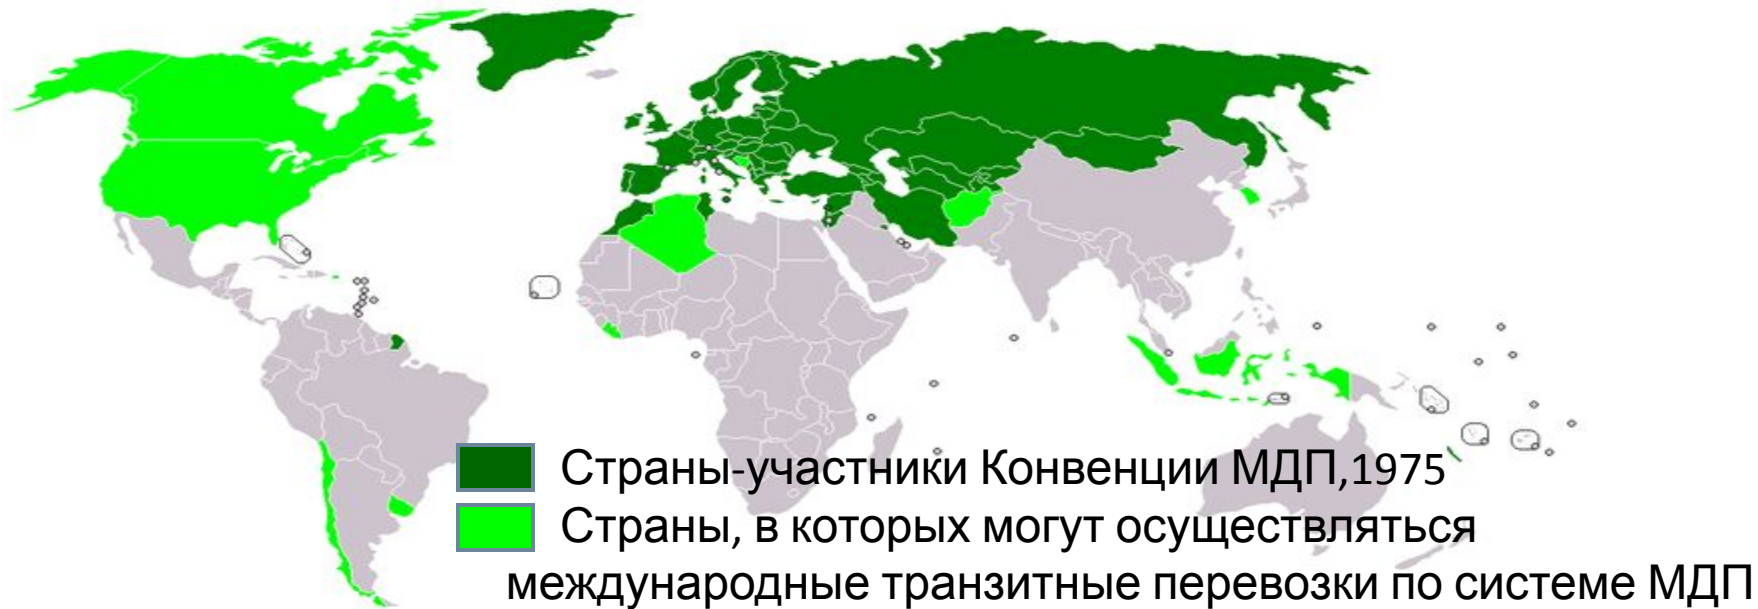 Страны-участники Конвенции МДП,1975
Страны, в которых могут осуществляться
международные транзитные перевозки по системе МДП